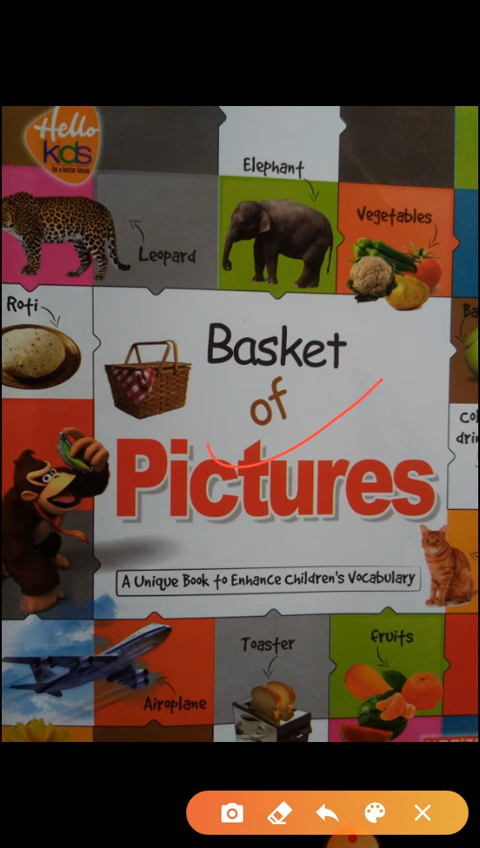 Hello
kids
Elephant
Vegetables
Leopard
Roti
Basket
of
Pictures
A Unique Book to Enhance Children's Vocabulary
Toaster
fruits
Airoplane